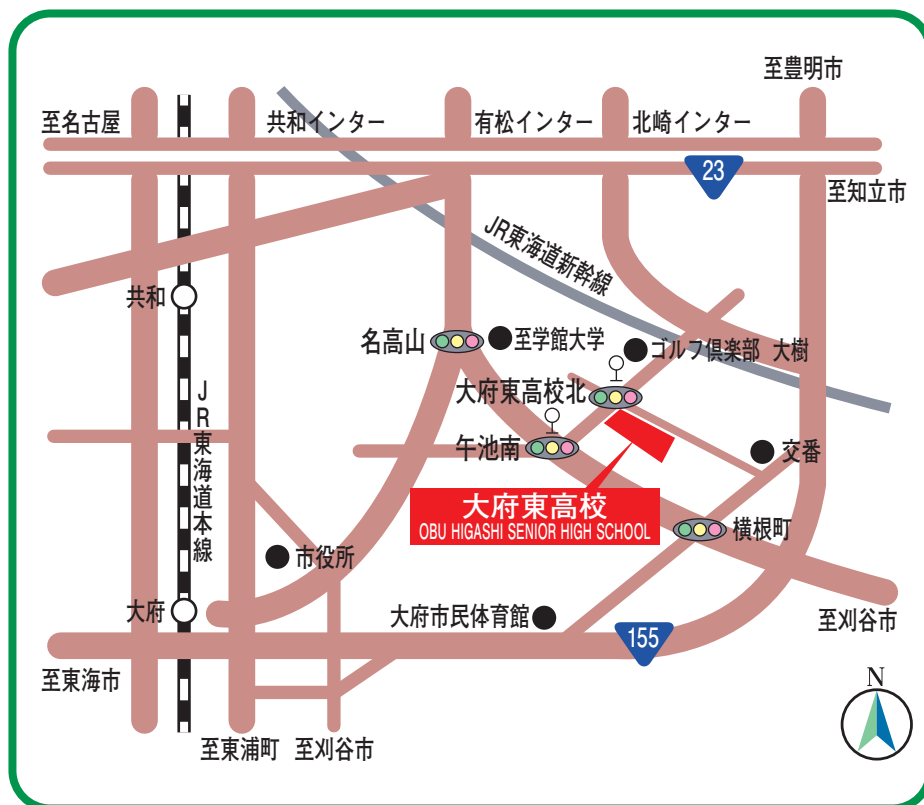 至豊明市
至名古屋
共和インター
有松インター
北崎インター
23
至知立市
JR東海道新幹線
共和
名高山
至学館大学
ゴルフ倶楽部 大樹
大府東高校北
JR東海道本線
午池南
交番
大府東高校
OBU HIGASHI SENIOR HIGH SCHOOL
横根町
市役所
大府
大府市民体育館
至刈谷市
155
至東海市
N
至東浦町
至刈谷市